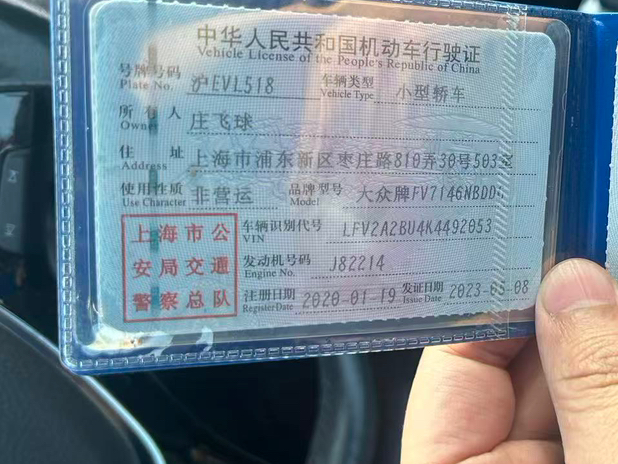 中华人民共和国机动车行驶证
Vehicle License of the People's Republic of China
号牌号码 沪EVL518 车辆类型 小型轿车
Plate No. Vehicle Type
所有人 庄飞球
Owner
住址 上海市浦东新区枣庄路810弄30号503室
Address
使用性质 非营运 品牌型号 大众牌FV7146NBDD
Use Character Model
车辆识别代号 LFV2A2BU4K4492053
VIN
发动机号码 J82214
Engine No.
注册日期 2020-01-19 发证日期 2023-05-08
Register Date Issue Date
上海市公
安局交通
警察总队